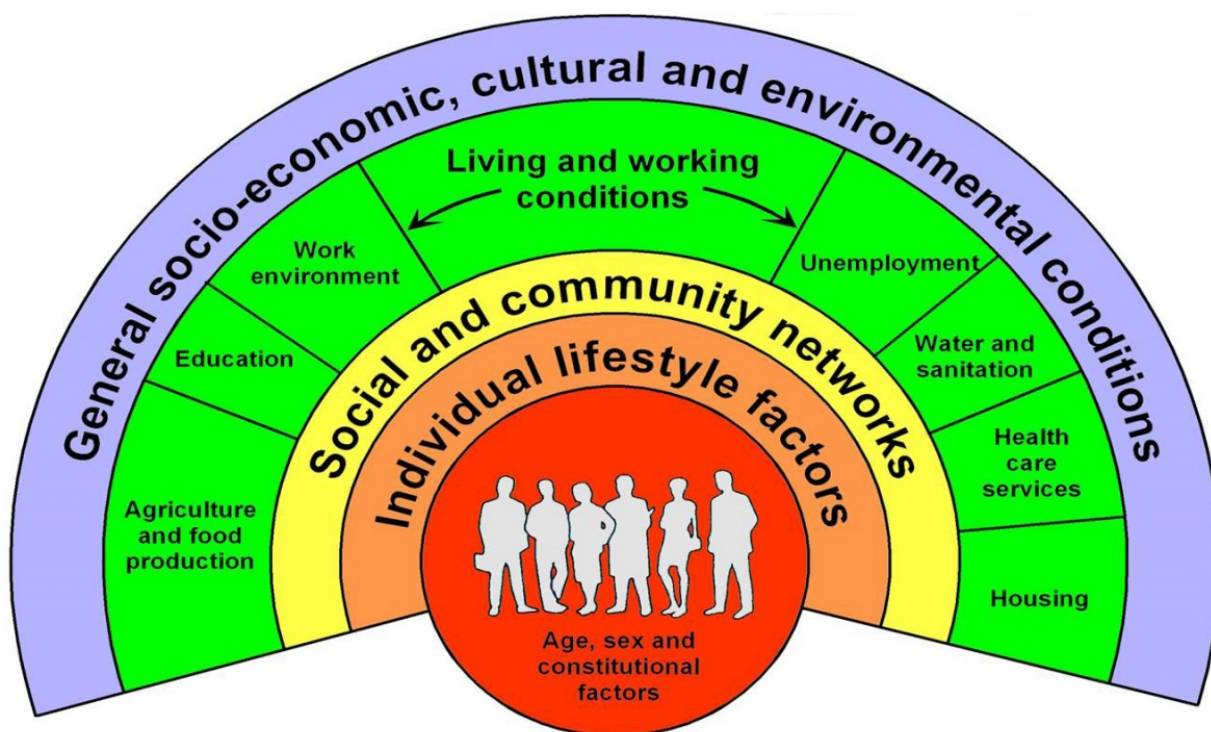 General socio-economic, cultural and environmental conditions
Living and working
conditions
Work
environment
Unemployment
Education
Water and
sanitation
Agriculture
and food
production
Health
care
services
Housing
Social and community networks
Individual lifestyle factors
Age, sex and
constitutional
factors